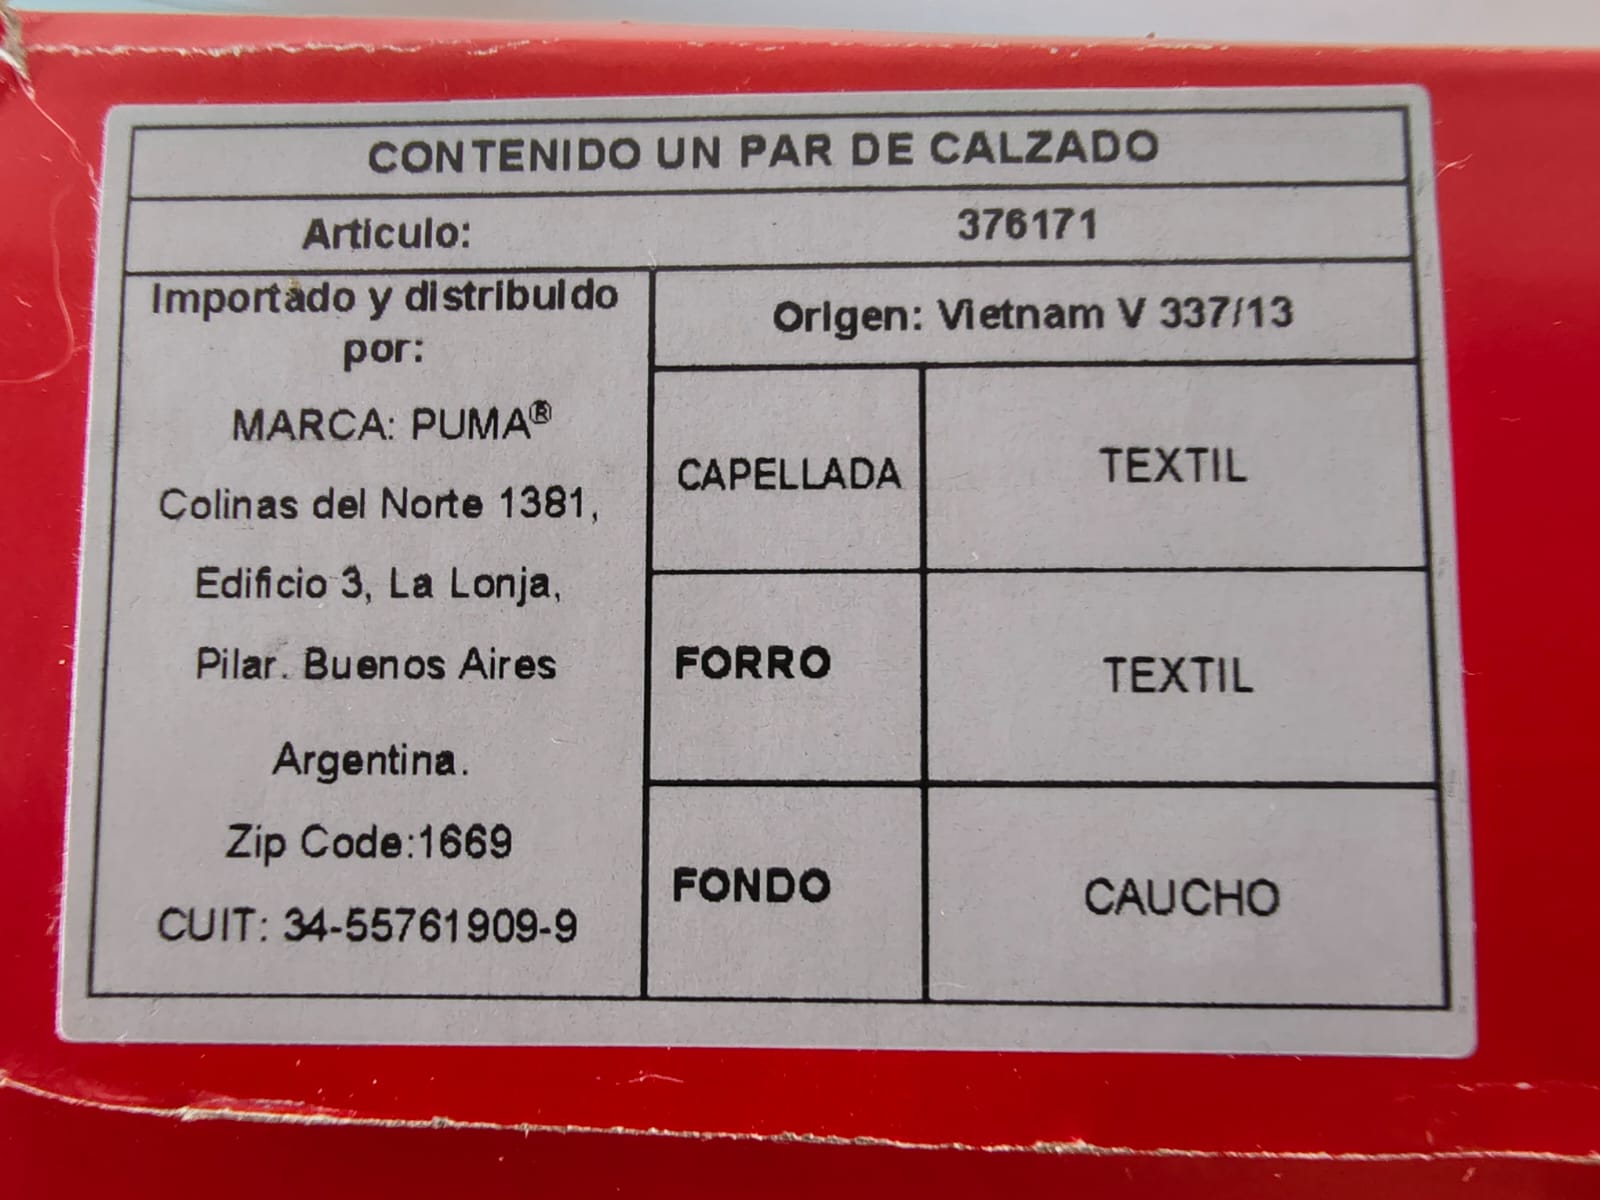 CONTENIDO UN PAR DE CALZADO
Articulo: 376171
Importado y distribuido
por:
MARCA: PUMA®
Colinas del Norte 1381,
Edificio 3, La Lonja,
Pilar. Buenos Aires
Argentina.
Zip Code:1669
CUIT: 34-55761909-9
Origen: Vietnam V 337/13
CAPELLADA TEXTIL
FORRO TEXTIL
FONDO CAUCHO